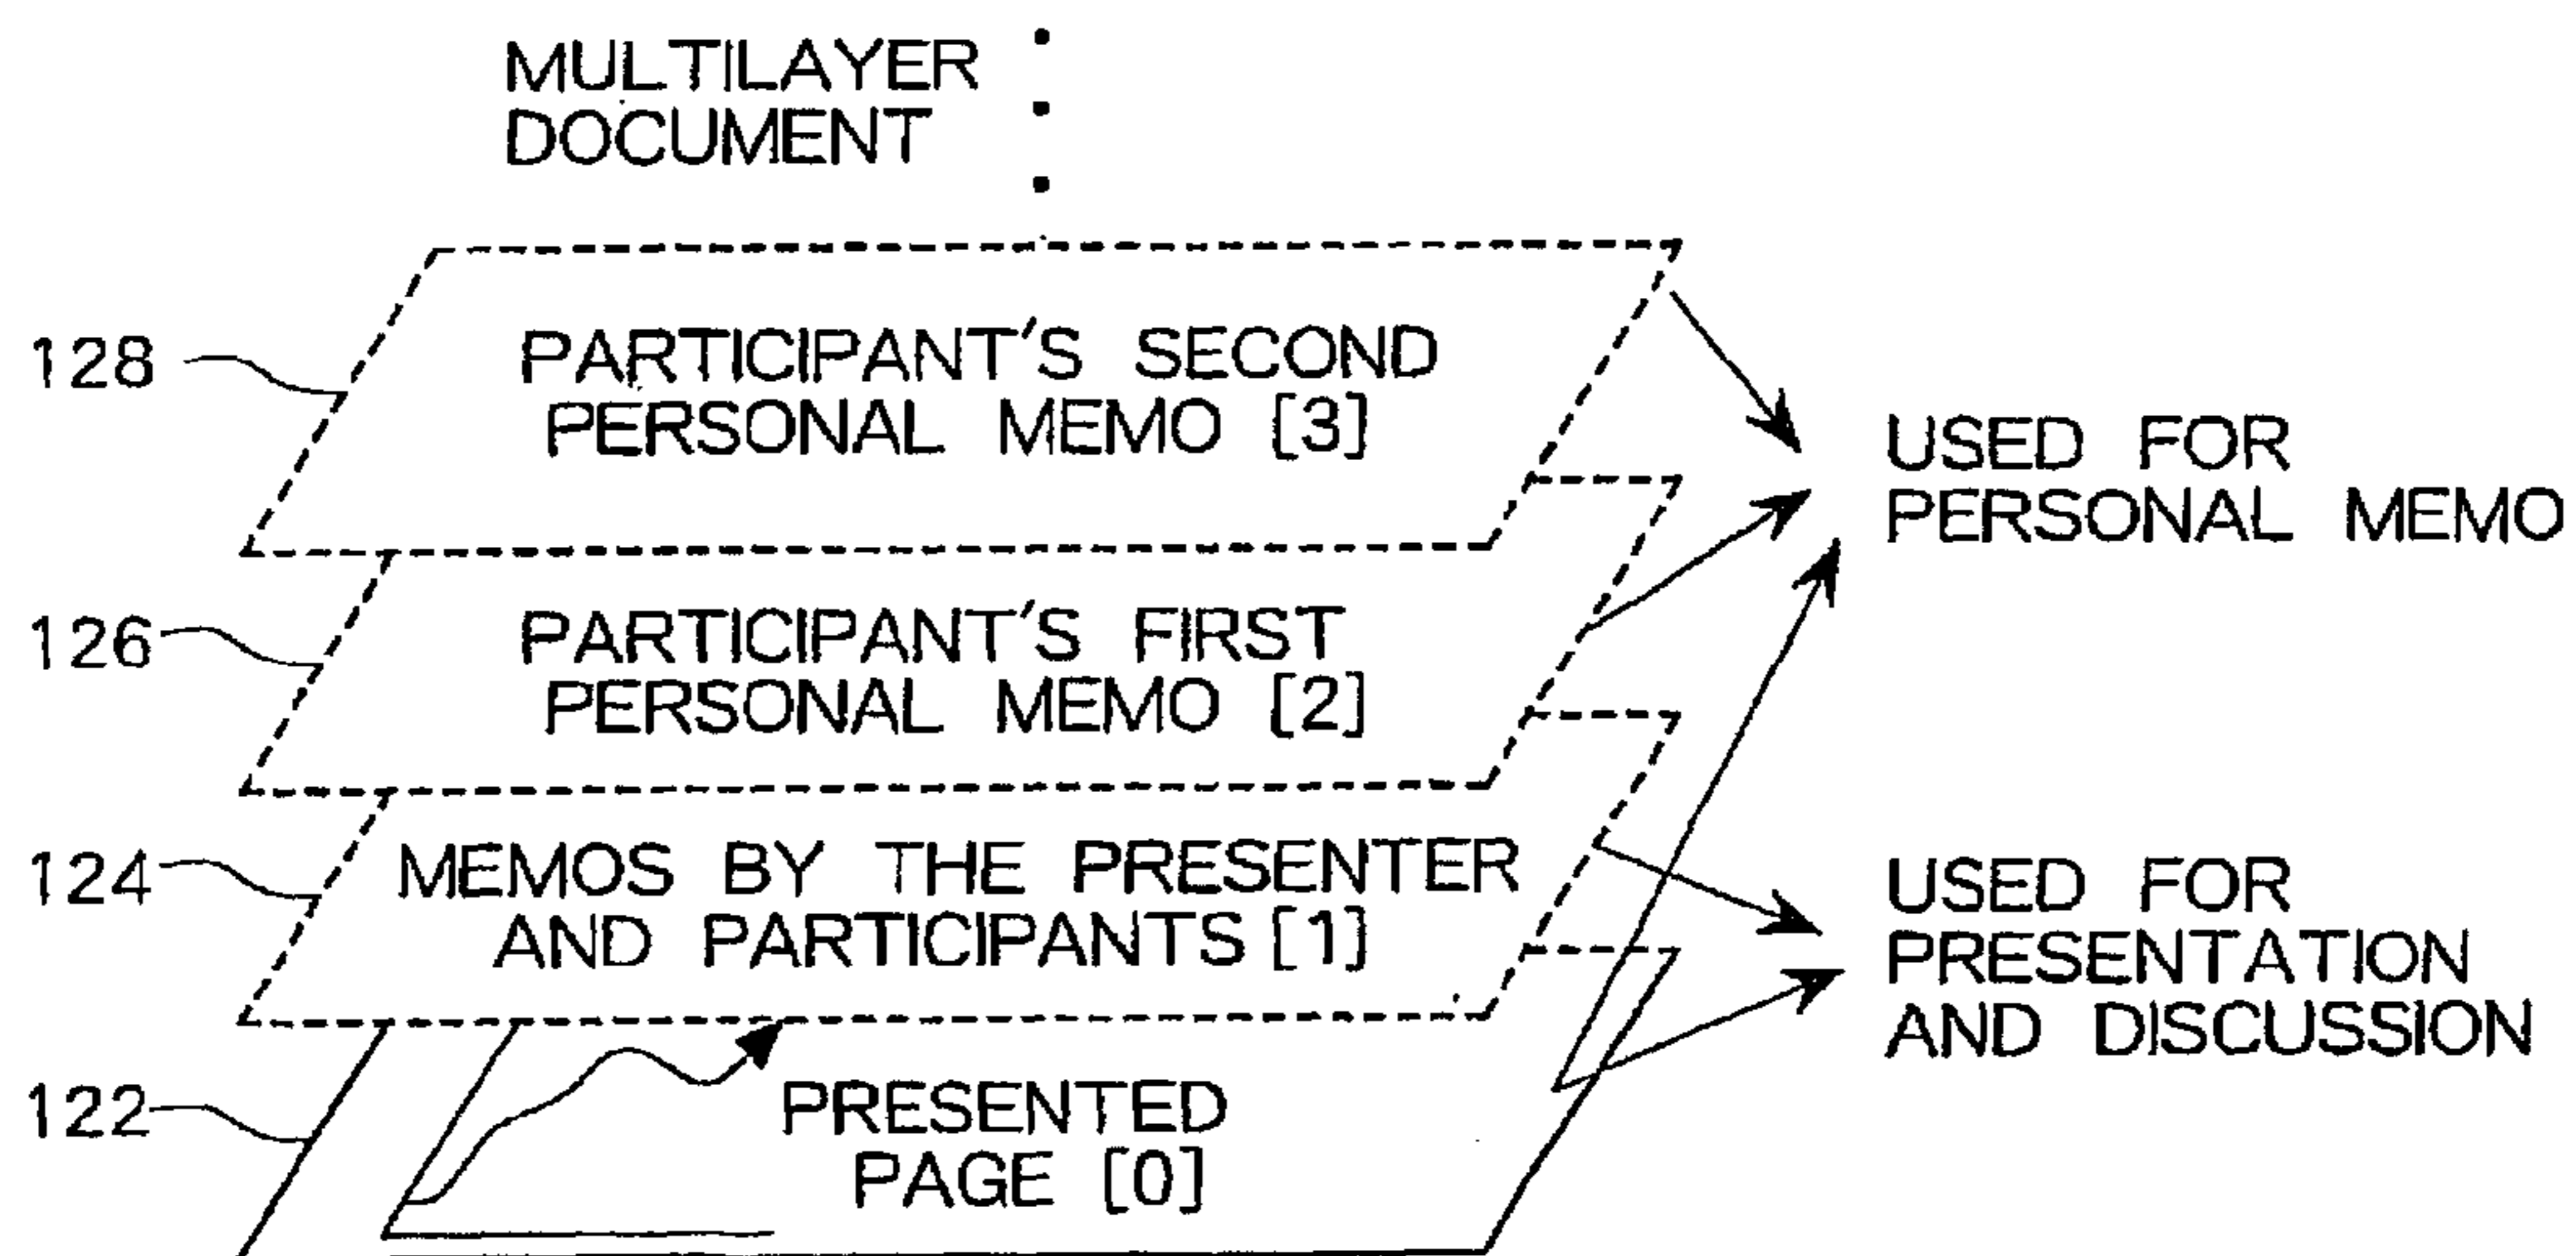 MULTILAYER
DOCUMENT
128
PARTICIPANT'S SECOND
PERSONAL MEMO [3]
USED FOR
PERSONAL MEMO
126
PARTICIPANT'S FIRST
PERSONAL MEMO [2]
124
MEMOS BY THE PRESENTER
AND PARTICIPANTS [1]
USED FOR
PRESENTATION
AND DISCUSSION
122
PRESENTED
PAGE [0]